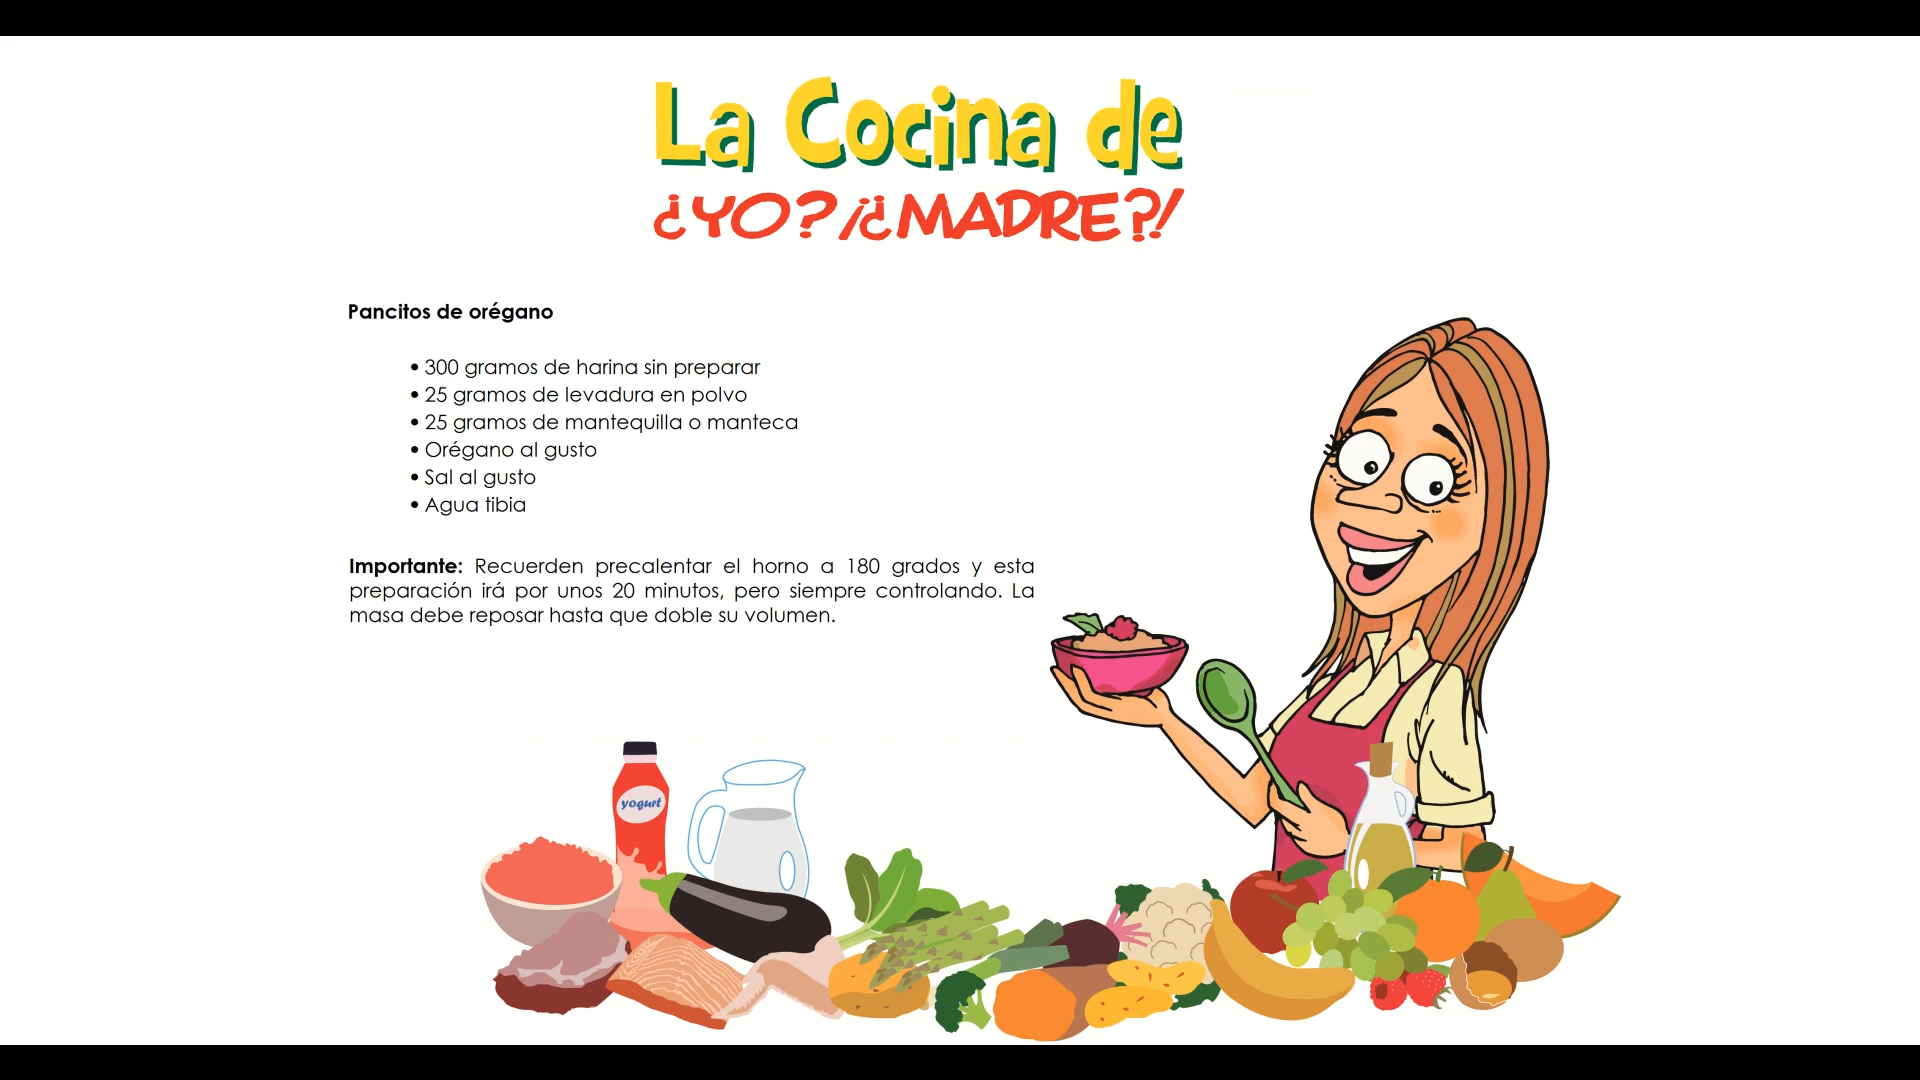 La Cocina de
¿YO? ¡¿MADRE?!
Pancitos de orégano
• 300 gramos de harina sin preparar
• 25 gramos de levadura en polvo
• 25 gramos de mantequilla o manteca
• Orégano al gusto
• Sal al gusto
• Agua tibia
Importante: Recuerden precalentar el horno a 180 grados y esta
preparación irá por unos 20 minutos, pero siempre controlando. La
masa debe reposar hasta que doble su volumen.
yogurt